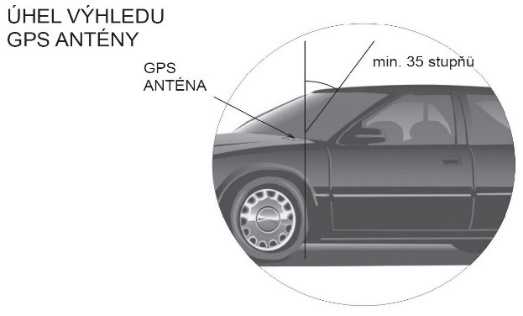 ÚHEL VÝHLEDU
GPS ANTÉNY
GPS
ANTÉNA
min. 35 stupňů